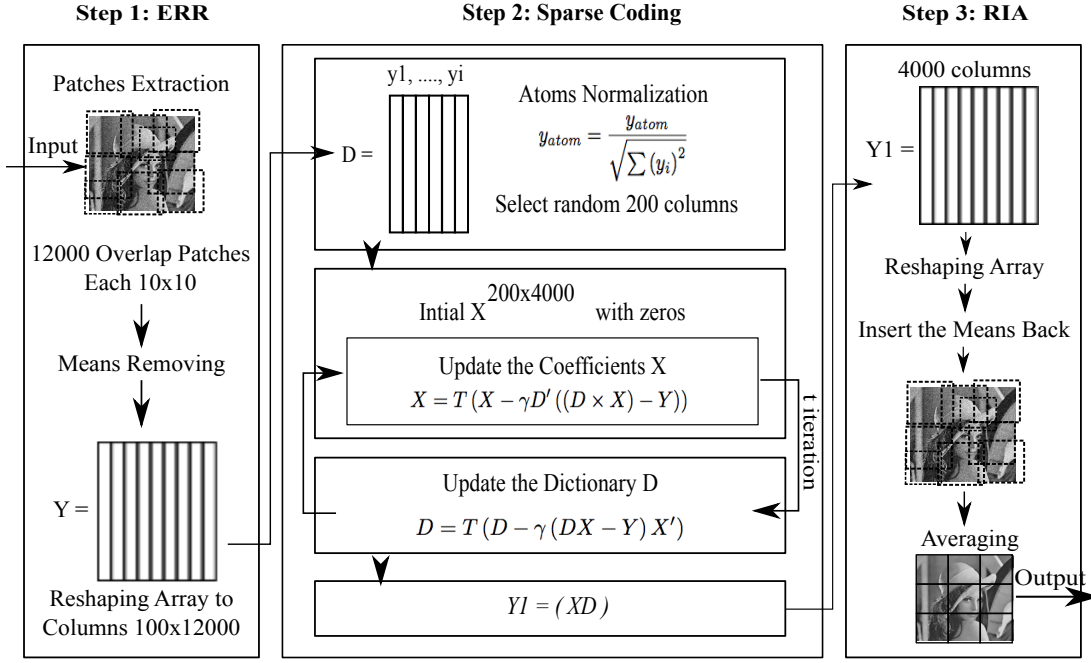 Step 1: ERR
Patches Extraction
Input
12000 Overlap Patches
Each 10x10
Means Removing
Y =
Reshaping Array to
Columns 100x12000
Step 2: Sparse Coding
y1, ...., yi
D =
Atoms Normalization
y_{atom} = \frac{y_{atom}}{\sqrt{\sum (y_i)^2}}
Select random 200 columns
Intial X^{200x4000} with zeros
Update the Coefficients X
X = T (X − γD′ ((D × X) − Y))
t iteration
Update the Dictionary D
D = T (D − γ (DX − Y) X′)
Y1 = ( XD )
Step 3: RIA
4000 columns
Y1 =
Reshaping Array
Insert the Means Back
Averaging
Output